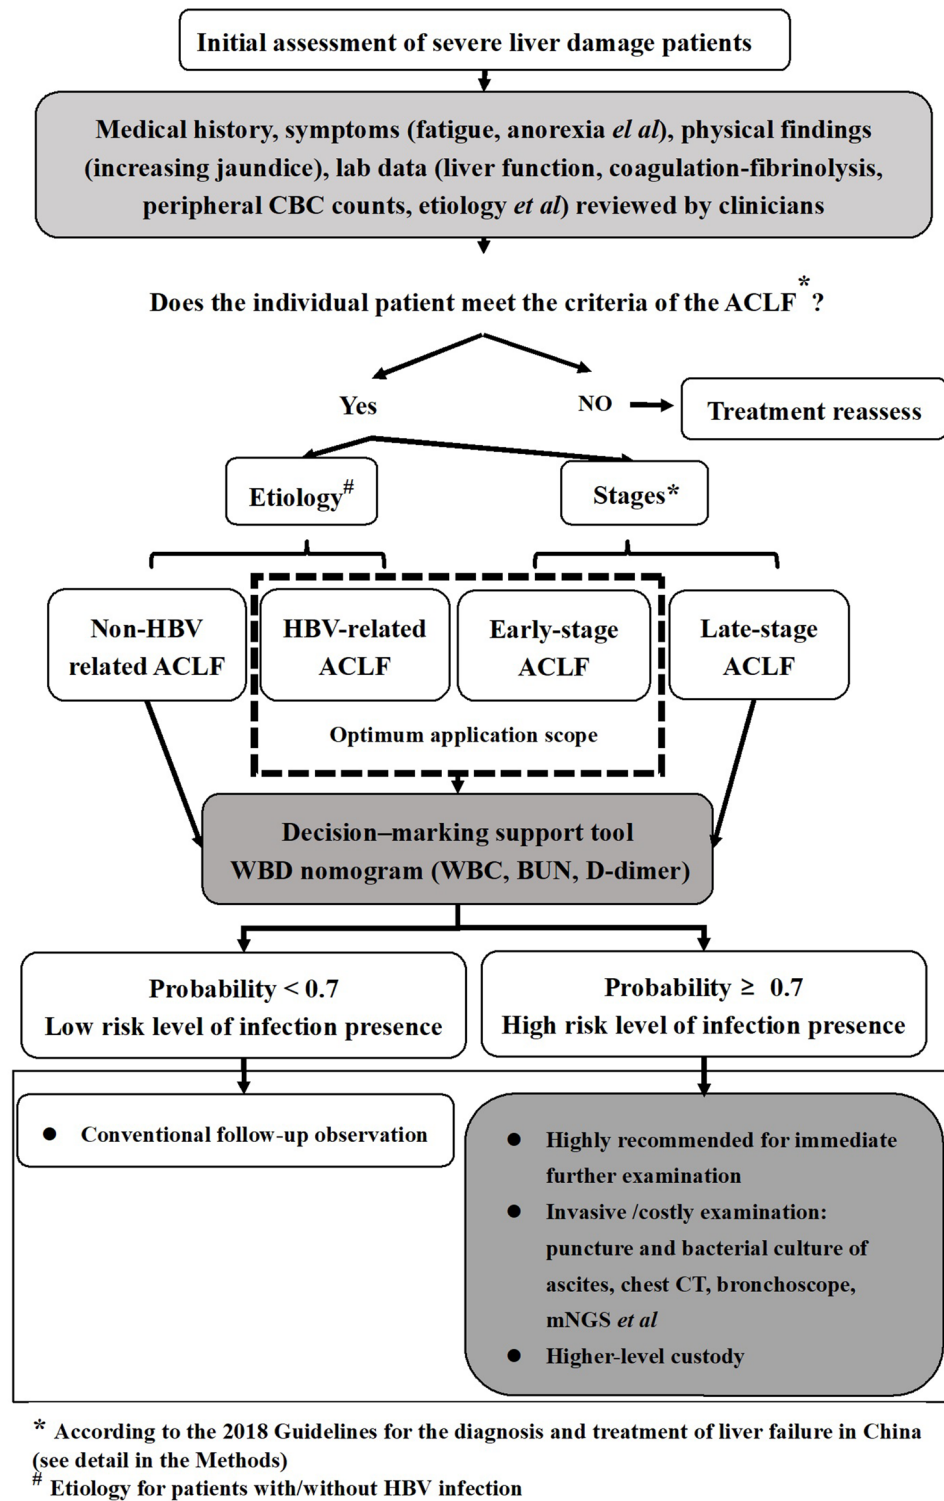 Initial assessment of severe liver damage patients
Medical history, symptoms (fatigue, anorexia el al), physical findings
(increasing jaundice), lab data (liver function, coagulation-fibrinolysis,
peripheral CBC counts, etiology et al) reviewed by clinicians
Does the individual patient meet the criteria of the ACLF*?
Yes
NO
Treatment reassess
Etiology#
Stages*
Non-HBV
related ACLF
HBV-related
ACLF
Early-stage
ACLF
Late-stage
ACLF
Optimum application scope
Decision–marking support tool
WBD nomogram (WBC, BUN, D-dimer)
Probability < 0.7
Low risk level of infection presence
Probability ≥ 0.7
High risk level of infection presence
● Conventional follow-up observation
● Highly recommended for immediate
further examination
● Invasive /costly examination:
puncture and bacterial culture of
ascites, chest CT, bronchoscope,
mNGS et al
● Higher-level custody
* According to the 2018 Guidelines for the diagnosis and treatment of liver failure in China
(see detail in the Methods)
# Etiology for patients with/without HBV infection